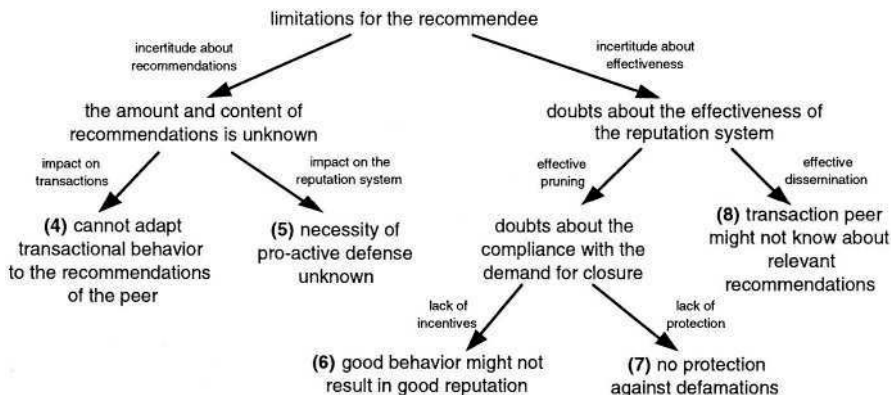 limitations for the recommendee
incertitude about
recommendations
incertitude about
effectiveness
the amount and content of
recommendations is unknown
doubts about the effectiveness of
the reputation system
impact on
transactions
impact on the
reputation system
effective
pruning
effective
dissemination
(4) cannot adapt
transactional behavior
to the recommendations
of the peer
(5) necessity of
pro-active defense
unknown
doubts about the
compliance with the
demand for closure
(8) transaction peer
might not know about
relevant
recommendations
lack of
incentives
lack of
protection
(6) good behavior might not
result in good reputation
(7) no protection
against defamations